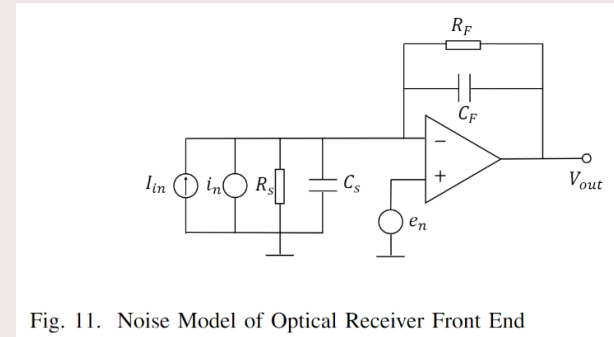 R_F
C_F
−
I_in i_n R_s C_s
+
V_out
e_n
Fig. 11. Noise Model of Optical Receiver Front End